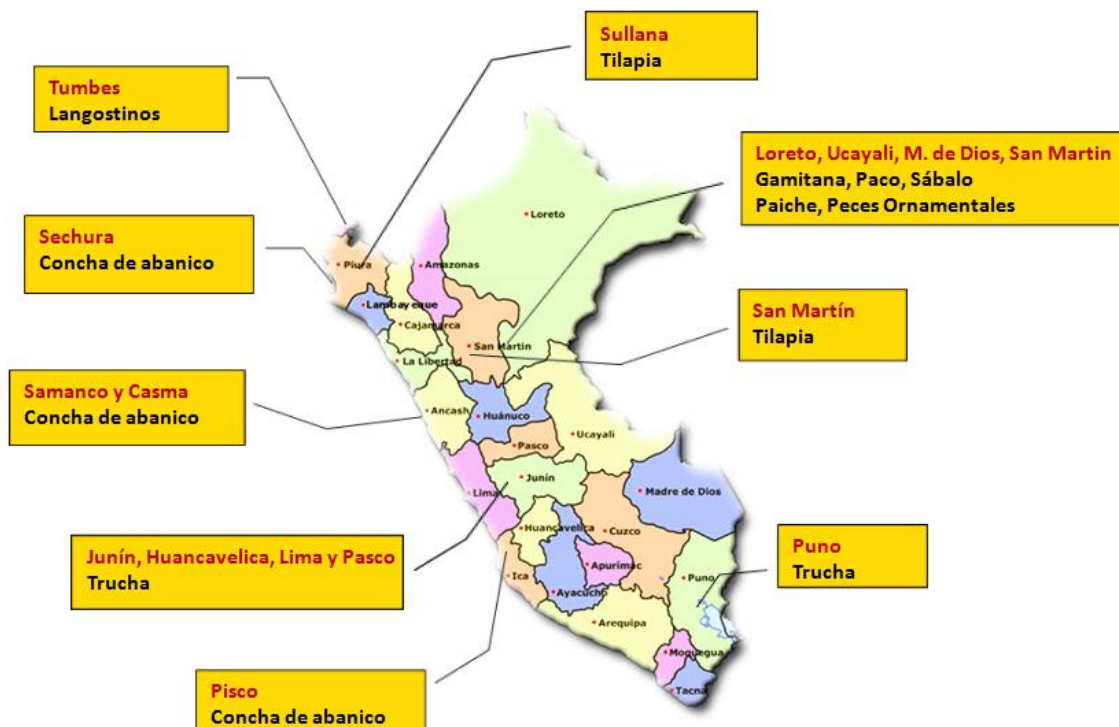 Sullana
Tilapia
Tumbes
Langostinos
Loreto, Ucayali, M. de Dios, San Martin
Gamitana, Paco, Sábalo
Paiche, Peces Ornamentales
Sechura
Concha de abanico
San Martín
Tilapia
Samanco y Casma
Concha de abanico
Junín, Huancavelica, Lima y Pasco
Trucha
Puno
Trucha
Pisco
Concha de abanico
Loreto
Piura
Amazonas
Lambayeque
Cajamarca
San Martin
La Libertad
Ancash
Huánuco
Ucayali
Pasco
Junín
Lima
Madre de Dios
Huancavelica
Cuzco
Apurímac
Puno
Ica
Ayacucho
Arequipa
Moquegua
Tacna